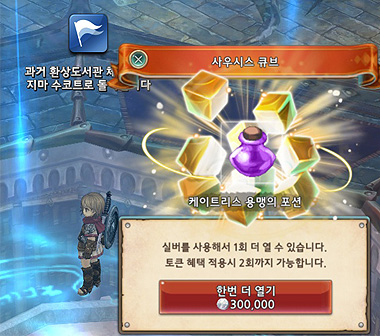 사우시스 큐브
과거 환상도서관
지마 수코트로 돌 니다
케이트리스 용맹의 포션
실버를 사용해서 1회 더 열 수 있습니다.
토큰 혜택 적용시 2회까지 가능합니다.
한번 더 열기
300,000